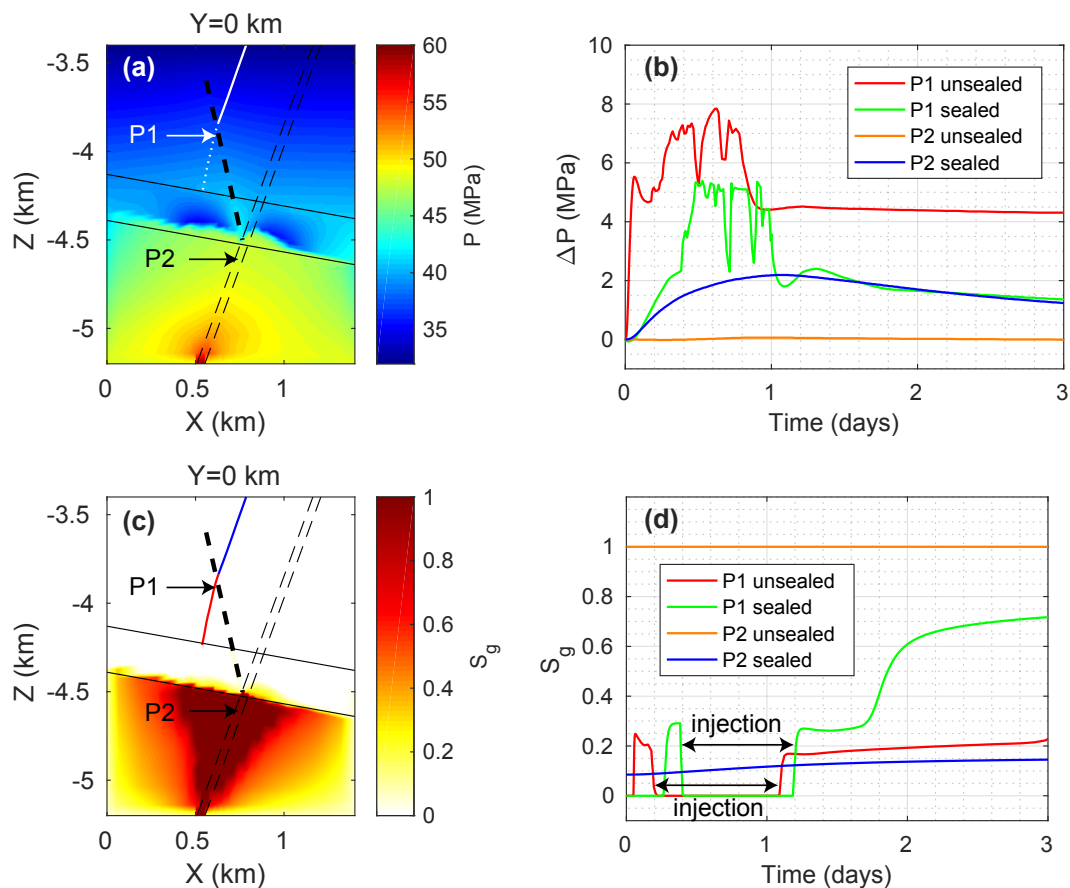 Y=0 km
(a)
P1
P2
-3.5
-4
-4.5
-5
Z (km)
0
0.5
1
X (km)
60
55
50
45
40
35
P (MPa)
(b)
P1 unsealed
P1 sealed
P2 unsealed
P2 sealed
10
8
6
4
2
0
ΔP (MPa)
0
1
2
3
Time (days)
Y=0 km
(c)
P1
P2
-3.5
-4
-4.5
-5
Z (km)
0
0.5
1
X (km)
1
0.8
0.6
0.4
0.2
0
S_g
(d)
P1 unsealed
P1 sealed
P2 unsealed
P2 sealed
injection
injection
1
0.8
0.6
0.4
0.2
0
S_g
0
1
2
3
Time (days)